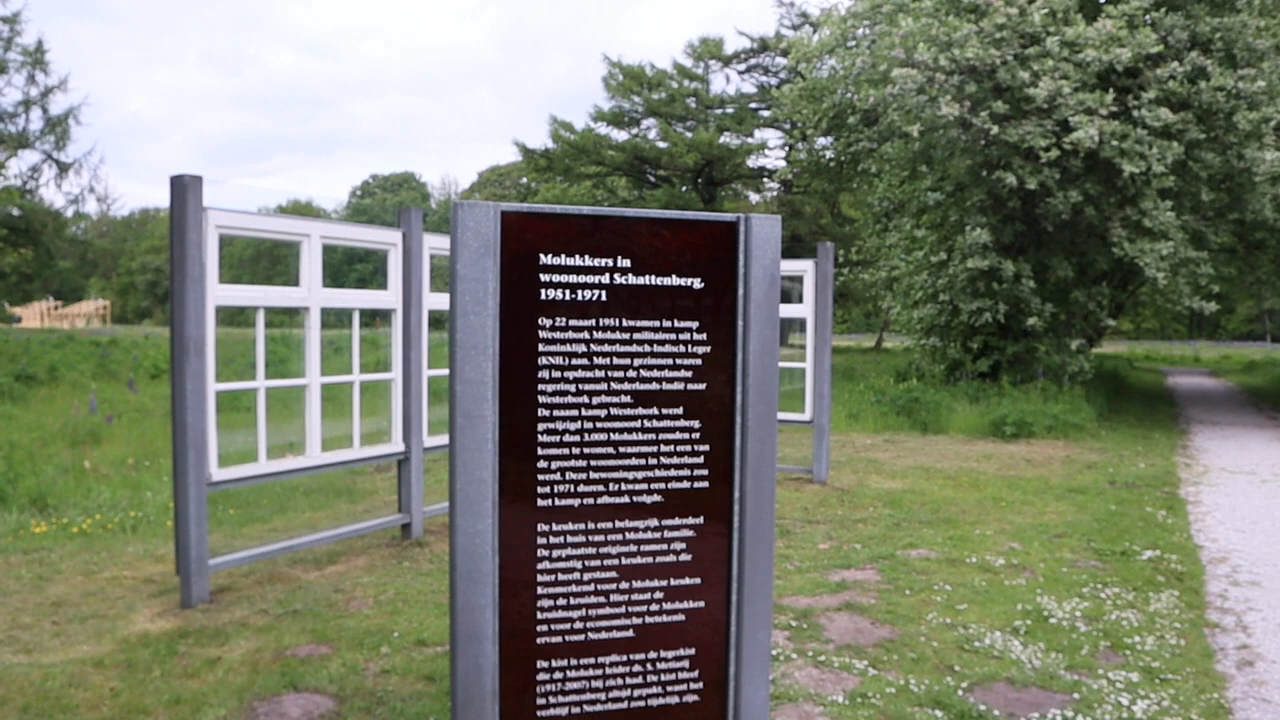 Molukkers in
woonoord Schattenberg,
1951-1971
Op 22 maart 1951 kwamen in kamp
Westerbork Molukse militairen uit het
Koninklijk Nederlandsch-Indisch Leger
(KNIL) aan. Met hun gezinnen waren
zij in opdracht van de Nederlandse
regering vanuit Nederlands-Indië naar
Westerbork gebracht.
De naam kamp Westerbork werd
gewijzigd in woonoord Schattenberg.
Meer dan 3.000 Molukkers zouden er
komen te wonen, waarmee het een van
de grootste woonoorden in Nederland
werd. Deze bewoningsgeschiedenis zou
tot 1971 duren. Er kwam een einde aan
het kamp en afbraak volgde.
De keuken is een belangrijk onderdeel
in het huis van een Molukse familie.
De geplaatste originele ramen zijn
afkomstig van een keuken zoals die
hier heeft gestaan.
Kenmerkend voor de Molukse keuken
zijn de kruiden. Hier staat de
kruidnagel symbool voor de Molukken
en voor de economische betekenis
ervan voor Nederland.
De kist is een replica van de legerkist
die de Molukse leider ds. S. Metiarij
(1917-2007) bij zich had. De kist bleef
in Schattenberg altijd gepakt, want het
verblijf in Nederland zou tijdelijk zijn.